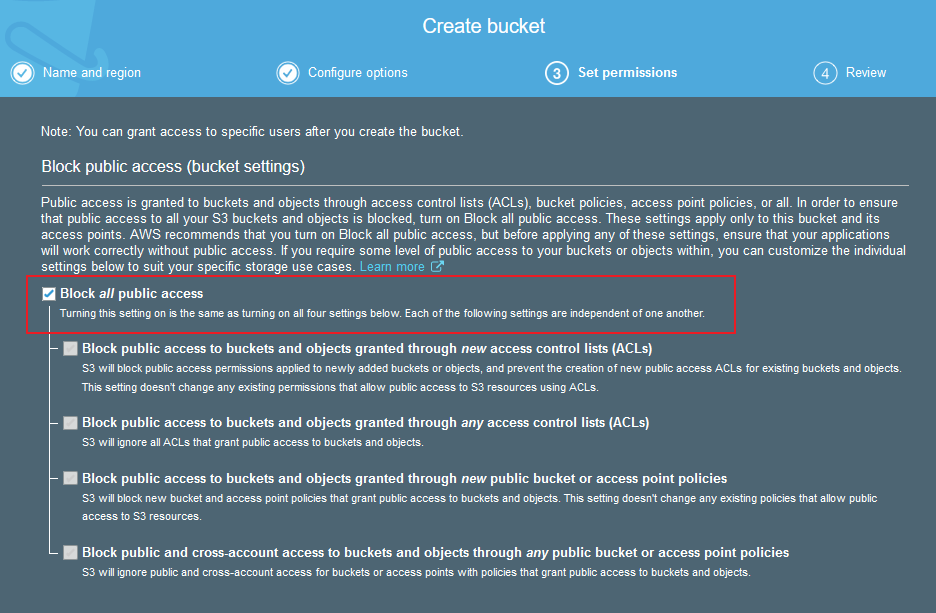 Create bucket
Name and region
Configure options
3 Set permissions
4 Review
Note: You can grant access to specific users after you create the bucket.
Block public access (bucket settings)
Public access is granted to buckets and objects through access control lists (ACLs), bucket policies, access point policies, or all. In order to ensure
that public access to all your S3 buckets and objects is blocked, turn on Block all public access. These settings apply only to this bucket and its
access points. AWS recommends that you turn on Block all public access, but before applying any of these settings, ensure that your applications
will work correctly without public access. If you require some level of public access to your buckets or objects within, you can customize the individual
settings below to suit your specific storage use cases. Learn more
Block all public access
Turning this setting on is the same as turning on all four settings below. Each of the following settings are independent of one another.
Block public access to buckets and objects granted through new access control lists (ACLs)
S3 will block public access permissions applied to newly added buckets or objects, and prevent the creation of new public access ACLs for existing buckets and objects.
This setting doesn't change any existing permissions that allow public access to S3 resources using ACLs.
Block public access to buckets and objects granted through any access control lists (ACLs)
S3 will ignore all ACLs that grant public access to buckets and objects.
Block public access to buckets and objects granted through new public bucket or access point policies
S3 will block new bucket and access point policies that grant public access to buckets and objects. This setting doesn't change any existing policies that allow public
access to S3 resources.
Block public and cross-account access to buckets and objects through any public bucket or access point policies
S3 will ignore public and cross-account access for buckets or access points with policies that grant public access to buckets and objects.